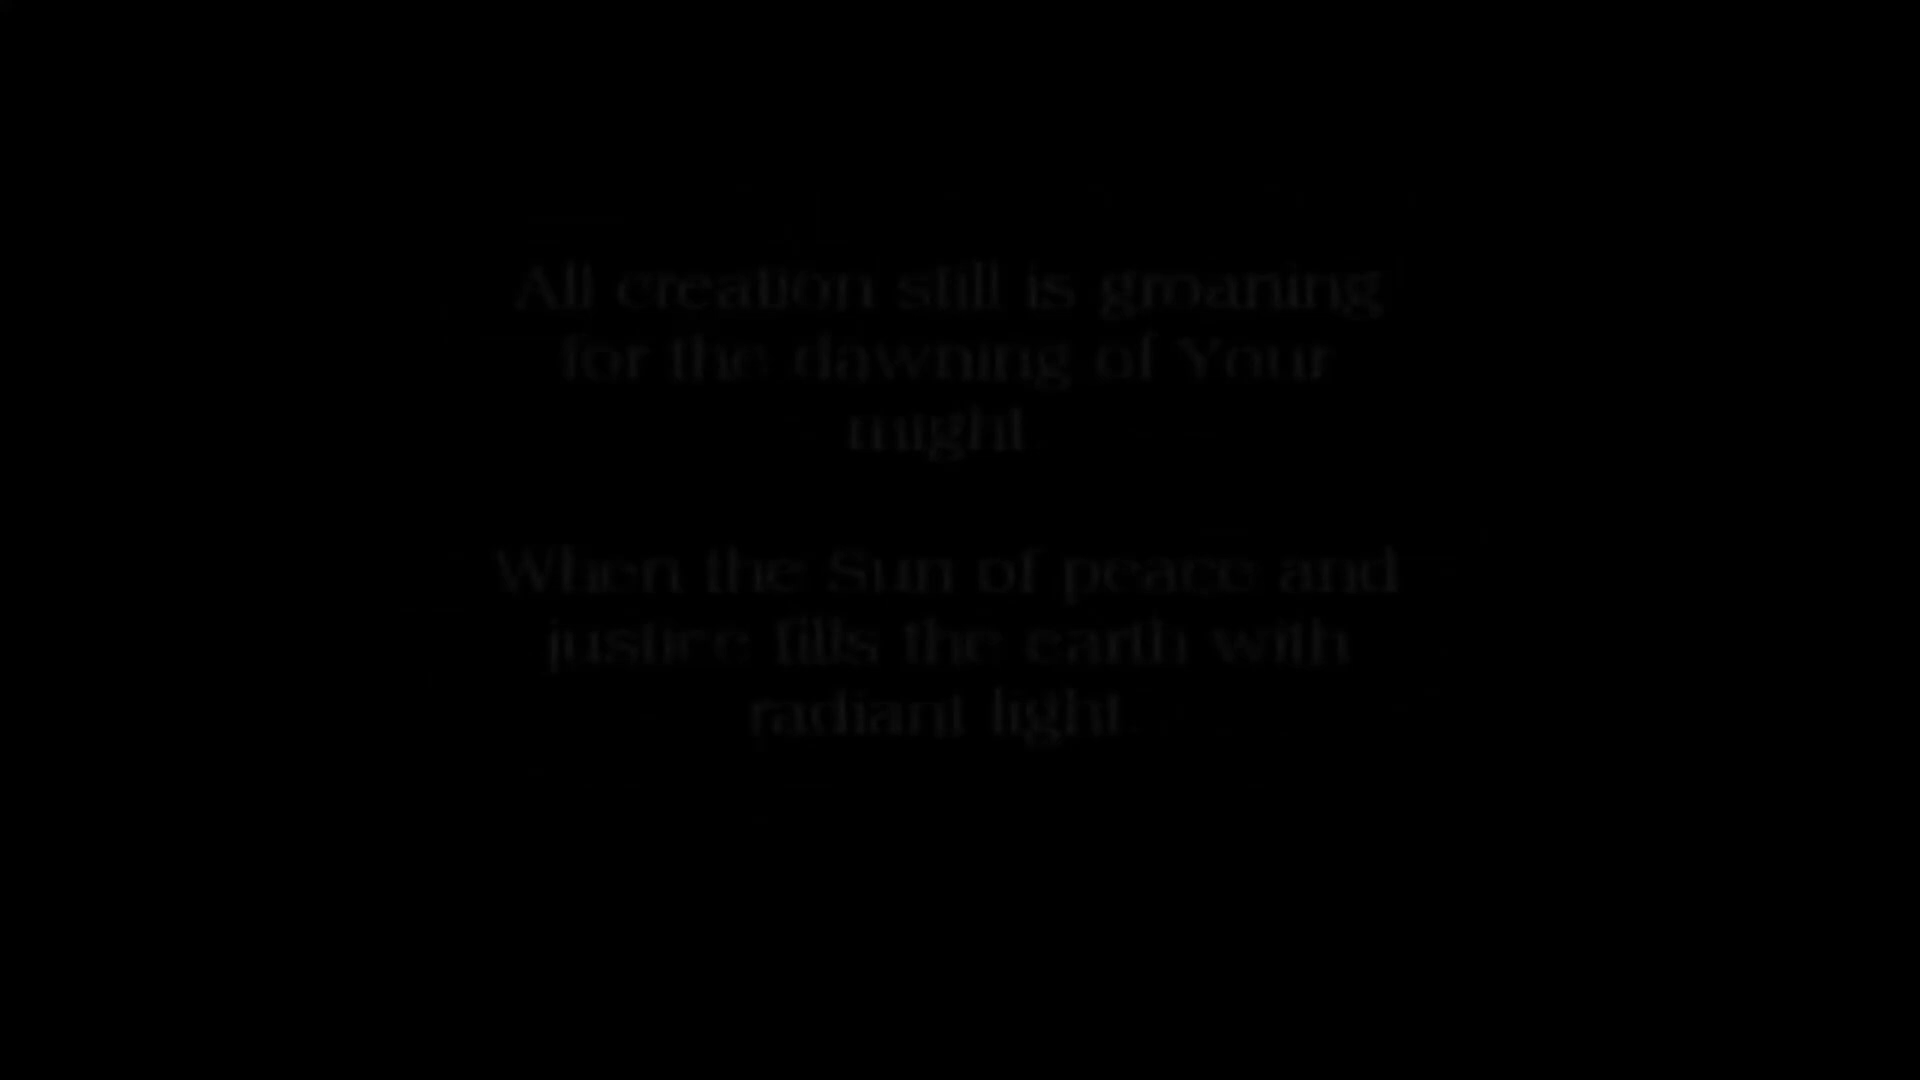 All creation still is groaning
for the dawning of Your
might
When the Sun of peace and
justice fills the earth with
radiant light.